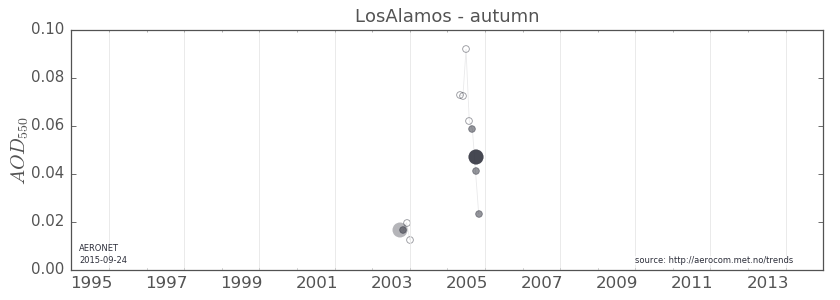 LosAlamos - autumn
0.10
0.08
0.06
0.04
0.02
0.00
AOD550
AERONET
2015-09-24
source: http://aerocom.met.no/trends
1995 1997 1999 2001 2003 2005 2007 2009 2011 2013